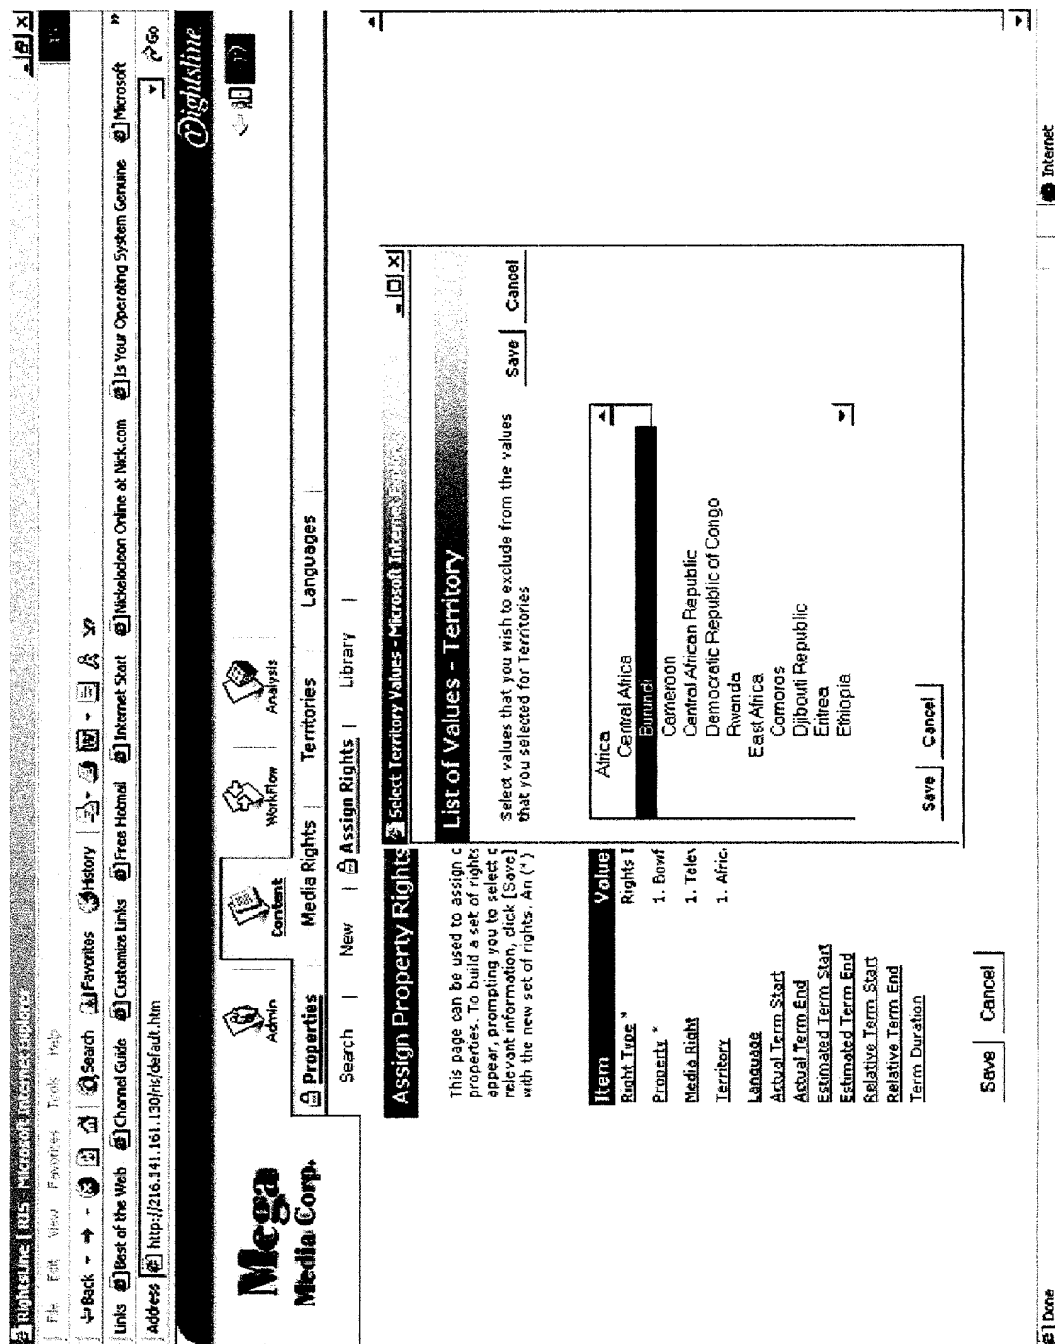 RightsLine | RIS - Microsoft Internet Explorer
File Edit View Favorites Tools Help
Back Search Favorites History
Links Best of the Web Channel Guide Customize Links Free Hotmail Internet Start Nickelodeon Online at Nick.com Is Your Operating System Genuine Microsoft »
Address http://216.141.161.130/ris/default.htm Go
Rightsline
Mega
Media Corp.
Admin Content WorkFlow Analysis
Properties Media Rights Territories Languages
Search | New | Assign Rights | Library |
Assign Property Rights
This page can be used to assign c
properties. To build a set of rights
appear, prompting you to select c
relevant information, click [Save]
with the new set of rights. An (*)
Item Value
Right Type * Rights I
Property * 1. Bowf
Media Right 1. Telev
Territory 1. Afric.
Language
Actual Term Start
Actual Term End
Estimated Term Start
Estimated Term End
Relative Term Start
Relative Term End
Term Duration
Save Cancel
Select Territory Values - Microsoft Internet Explorer
List of Values - Territory
Select values that you wish to exclude from the values
that you selected for Territories
Save Cancel
Africa
Central Africa
Burundi
Cameroon
Central African Republic
Democratic Republic of Congo
Rwanda
East Africa
Comoros
Djibouti Republic
Eritrea
Ethiopia
Save Cancel
Done Internet